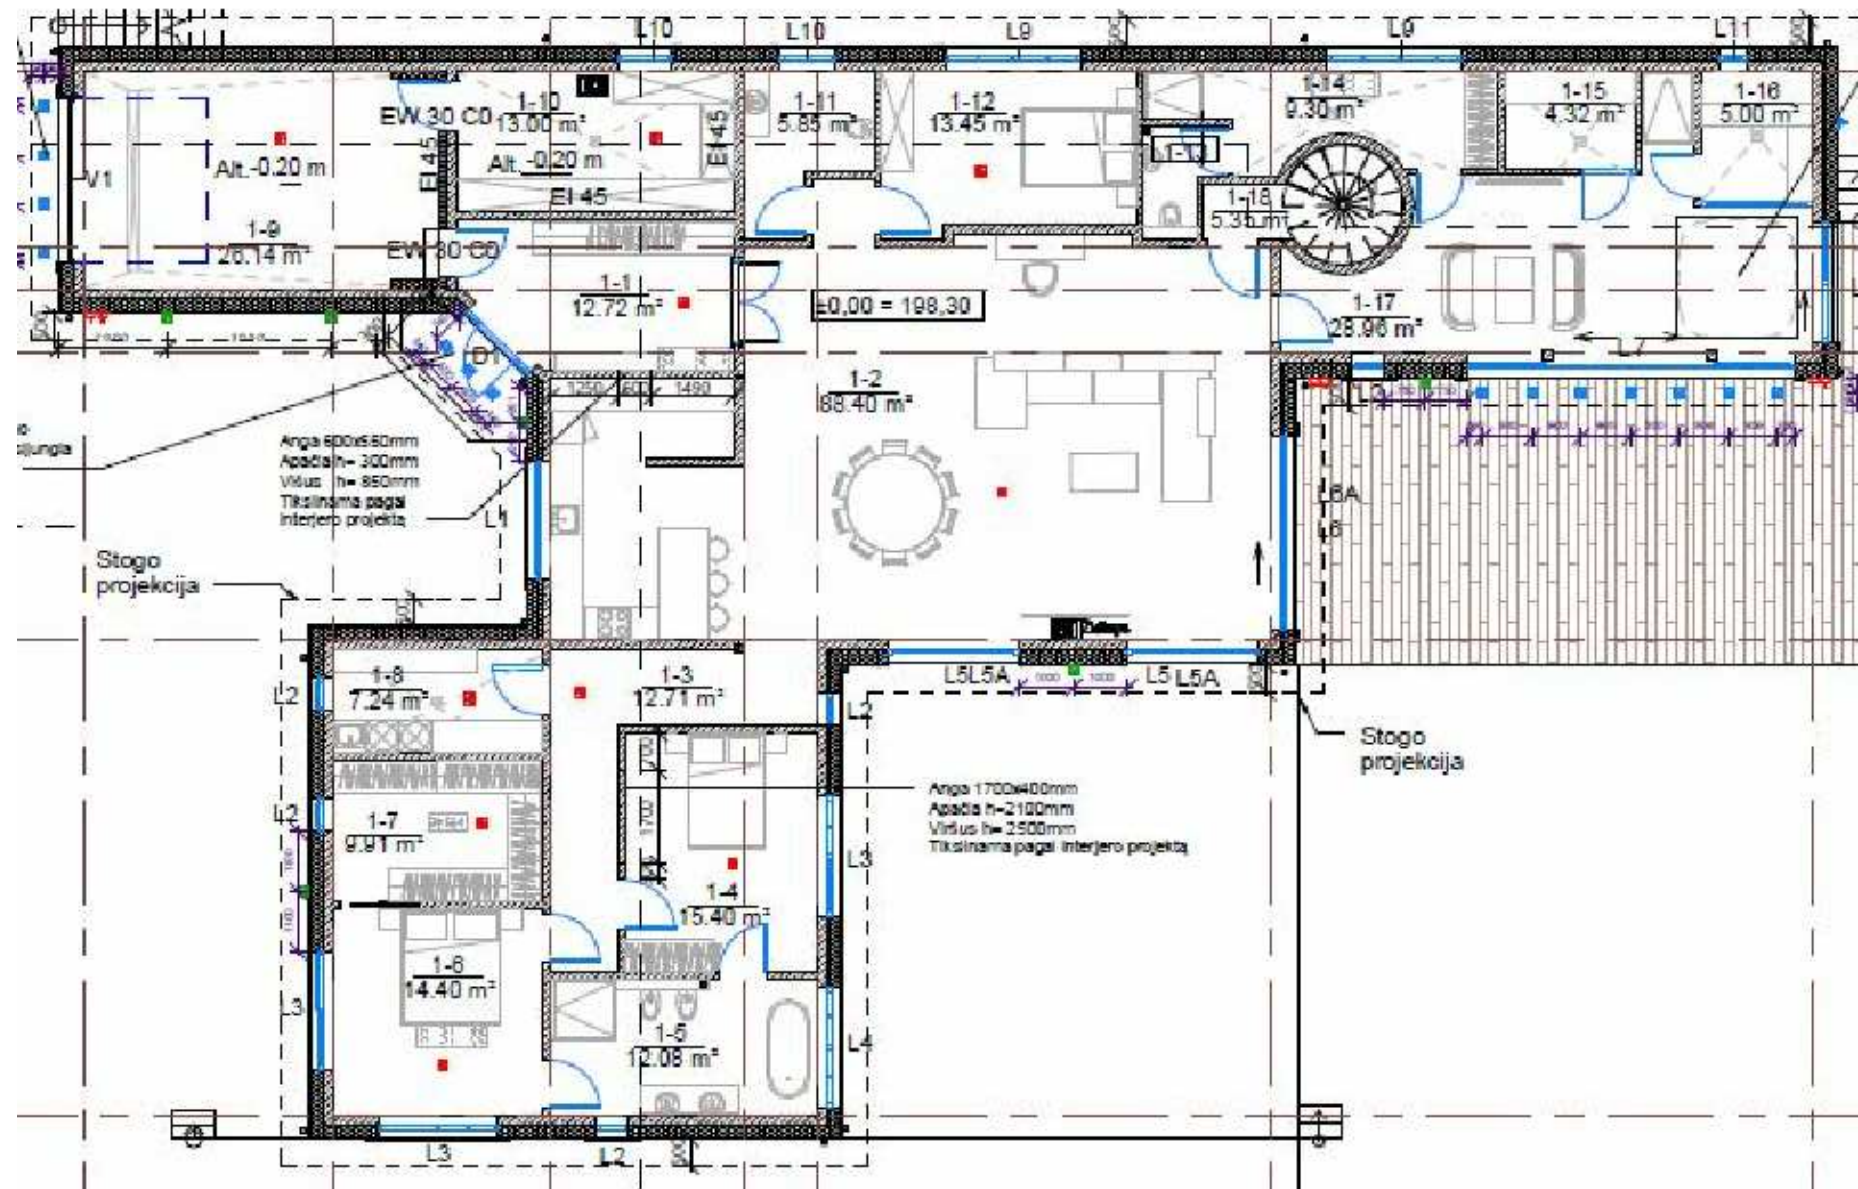 L10
L10
L9
L9
L11
EW 30 C0
1-10
13.00 m²
Alt. -0.20 m
EI 45
EI 45
EI 45
1-11
5.85 m²
1-12
13.45 m²
1-14
9.30 m²
1-15
4.32 m²
1-16
5.00 m²
Alt. -0.20 m
V1
1-9
26.14 m²
EW 30 C0
1-18
5.35 m²
1-1
12.72 m²
±0,00 = 198,30
1-17
28.96 m²
D1
1250
600
1490
1-2
88.40 m²
Anga 600x550mm
Apačia h= 300mm
Viršus h= 850mm
Tikslinama pagal
interjero projektą
L1
L6A
L6
Stogo
projekcija
1-8
7.24 m²
1-3
12.71 m²
L2
L5
L5A
L5
L5A
L2
Stogo
projekcija
Anga 1700x400mm
Apačia h=2100mm
Viršus h= 2500mm
Tikslinama pagal interjero projektą
L2
1-7
9.91 m²
1700
L3
1-4
15.40 m²
1-6
14.40 m²
L3
1-5
12.08 m²
L4
L3
L2